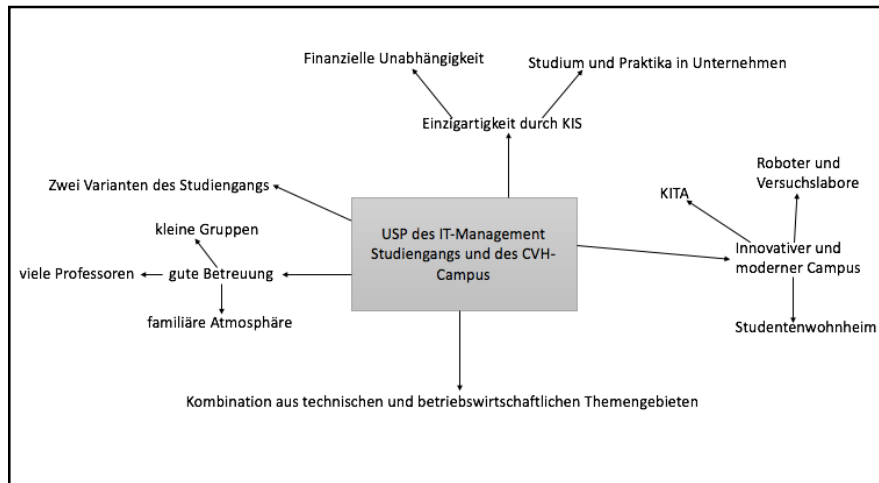 Finanzielle Unabhängigkeit
Studium und Praktika in Unternehmen
Einzigartigkeit durch KIS
Roboter und
Versuchslabore
KITA
Zwei Varianten des Studiengangs
kleine Gruppen
USP des IT-Management
Studiengangs und des CVH-
Campus
Innovativer und
moderner Campus
viele Professoren
gute Betreuung
familiäre Atmosphäre
Studentenwohnheim
Kombination aus technischen und betriebswirtschaftlichen Themengebieten